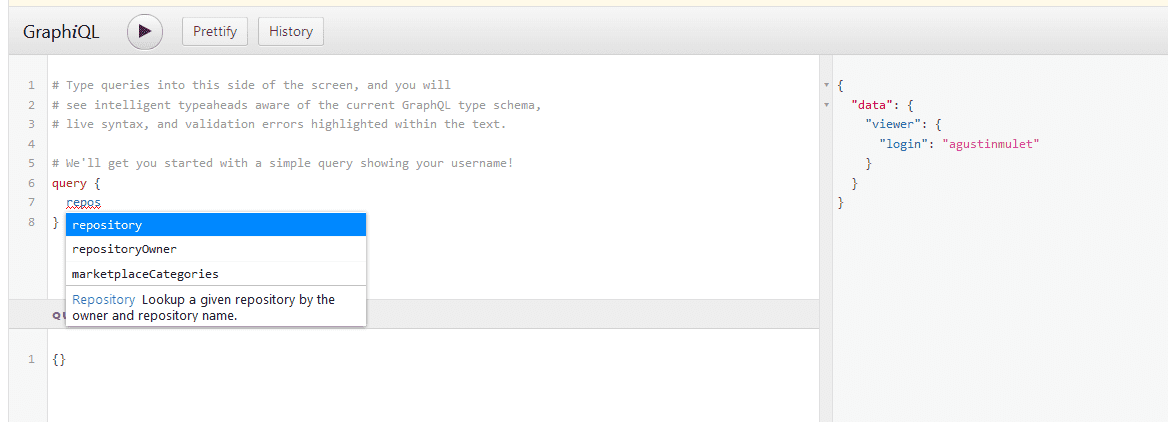 GraphiQL Prettify History
1 # Type queries into this side of the screen, and you will
2 # see intelligent typeaheads aware of the current GraphQL type schema,
3 # live syntax, and validation errors highlighted within the text.
4
5 # We'll get you started with a simple query showing your username!
6 query {
7 repos
8 }
repository
repositoryOwner
marketplaceCategories
Repository Lookup a given repository by the
owner and repository name.
1 {}
{
"data": {
"viewer": {
"login": "agustinmulet"
}
}
}